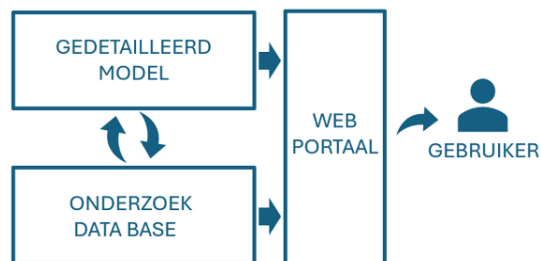 GEDETAILLEERD
MODEL
WEB
PORTAAL
GEBRUIKER
ONDERZOEK
DATA BASE